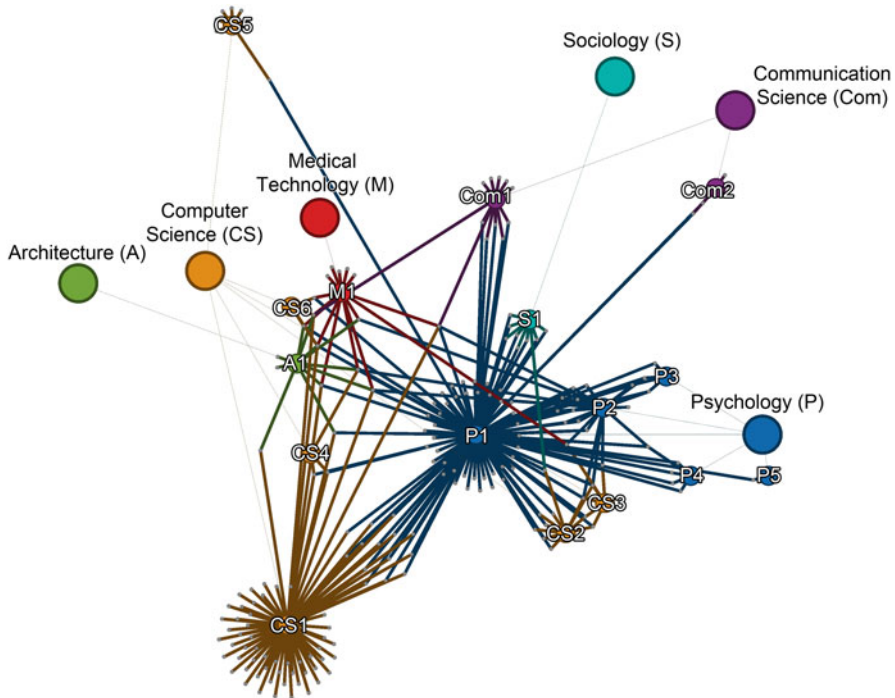 CS5
Sociology (S)
Communication
Science (Com)
Medical
Technology (M)
Com1
Com2
Computer
Science (CS)
Architecture (A)
M1
CS6
S1
A1
P3
Psychology (P)
P2
P1
CS4
P4
P5
CS3
CS2
CS1